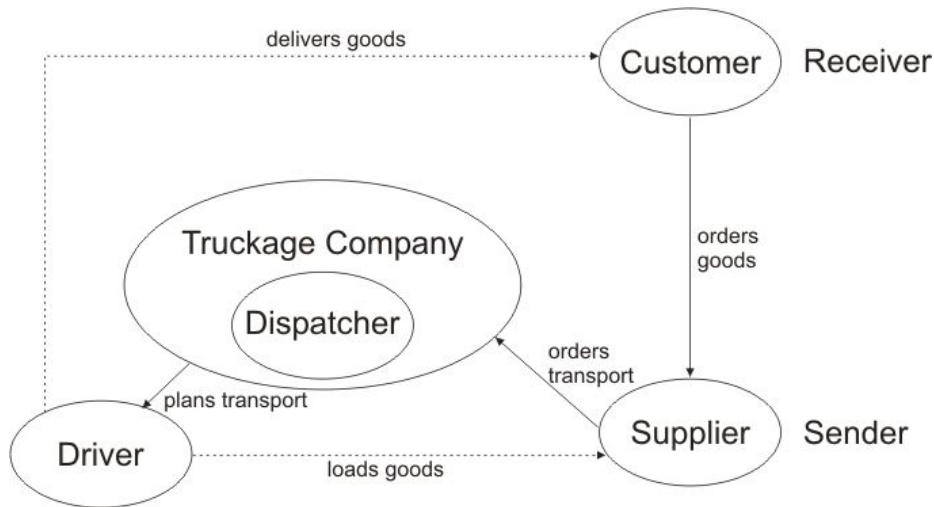 delivers goods
Customer
Receiver
orders
goods
Truckage Company
Dispatcher
orders
transport
plans transport
Driver
loads goods
Supplier
Sender